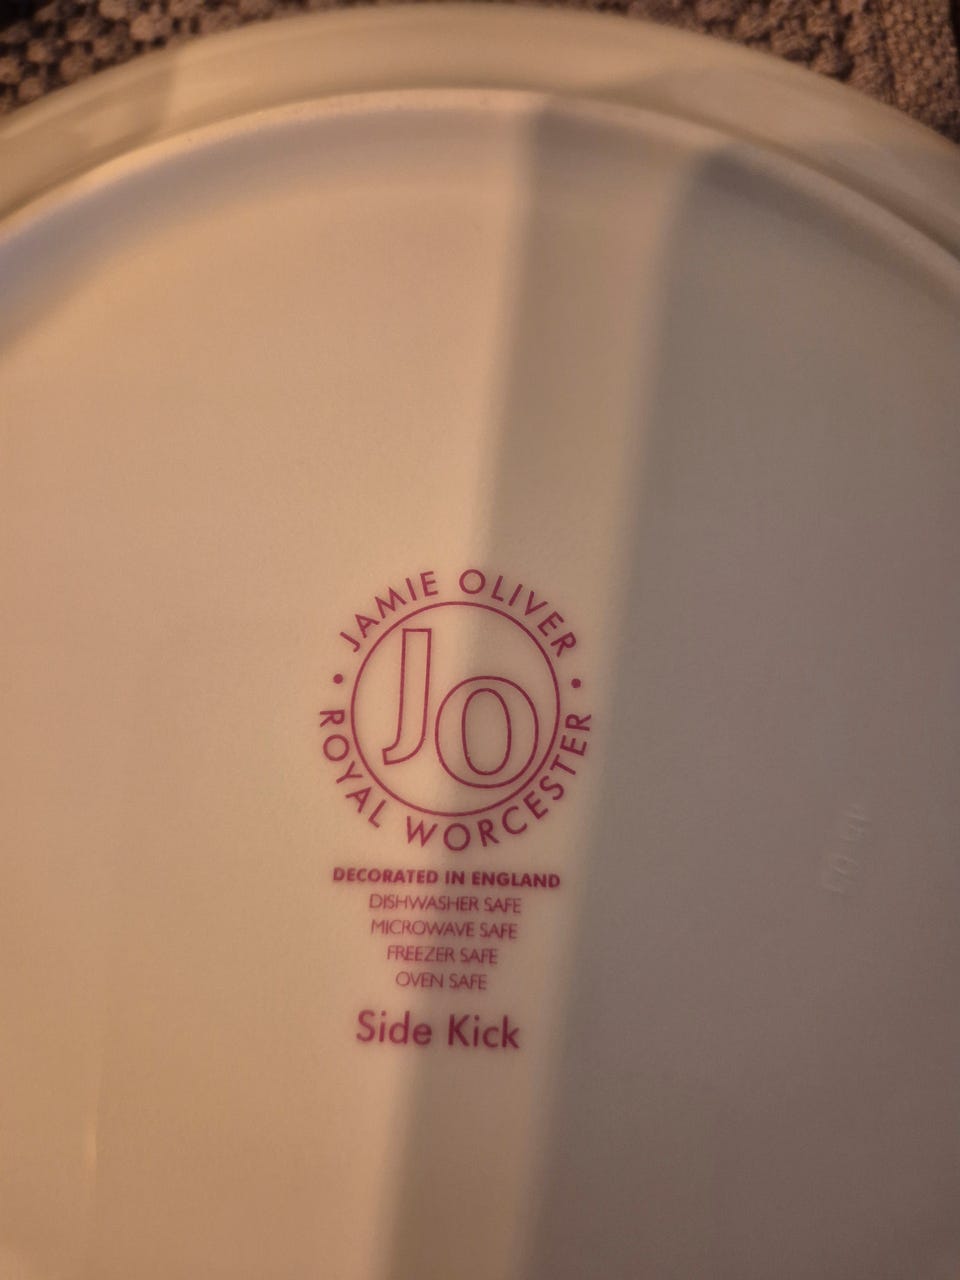 JAMIE OLIVER
JO
• ROYAL WORCESTER •
DECORATED IN ENGLAND
DISHWASHER SAFE
MICROWAVE SAFE
FREEZER SAFE
OVEN SAFE
Side Kick